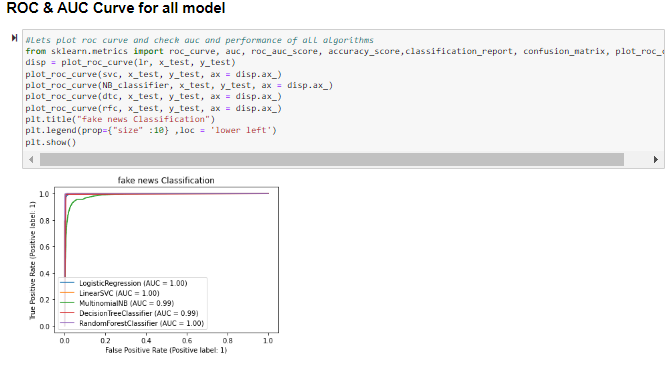 ROC & AUC Curve for all model
#Lets plot roc curve and check auc and performance of all algorithms
from sklearn.metrics import roc_curve, auc, roc_auc_score, accuracy_score,classification_report, confusion_matrix, plot_roc_
disp = plot_roc_curve(lr, x_test, y_test)
plot_roc_curve(svc, x_test, y_test, ax = disp.ax_)
plot_roc_curve(NB_classifier, x_test, y_test, ax = disp.ax_)
plot_roc_curve(dtc, x_test, y_test, ax = disp.ax_)
plot_roc_curve(rfc, x_test, y_test, ax = disp.ax_)
plt.title("fake news Classification")
plt.legend(prop={"size" :10} ,loc = 'lower left')
plt.show()
fake news Classification
True Positive Rate (Positive label: 1)
1.0
0.8
0.6
0.4
0.2
0.0
LogisticRegression (AUC = 1.00)
LinearSVC (AUC = 1.00)
MultinomialNB (AUC = 0.99)
DecisionTreeClassifier (AUC = 0.99)
RandomForestClassifier (AUC = 1.00)
0.0 0.2 0.4 0.6 0.8 1.0
False Positive Rate (Positive label: 1)